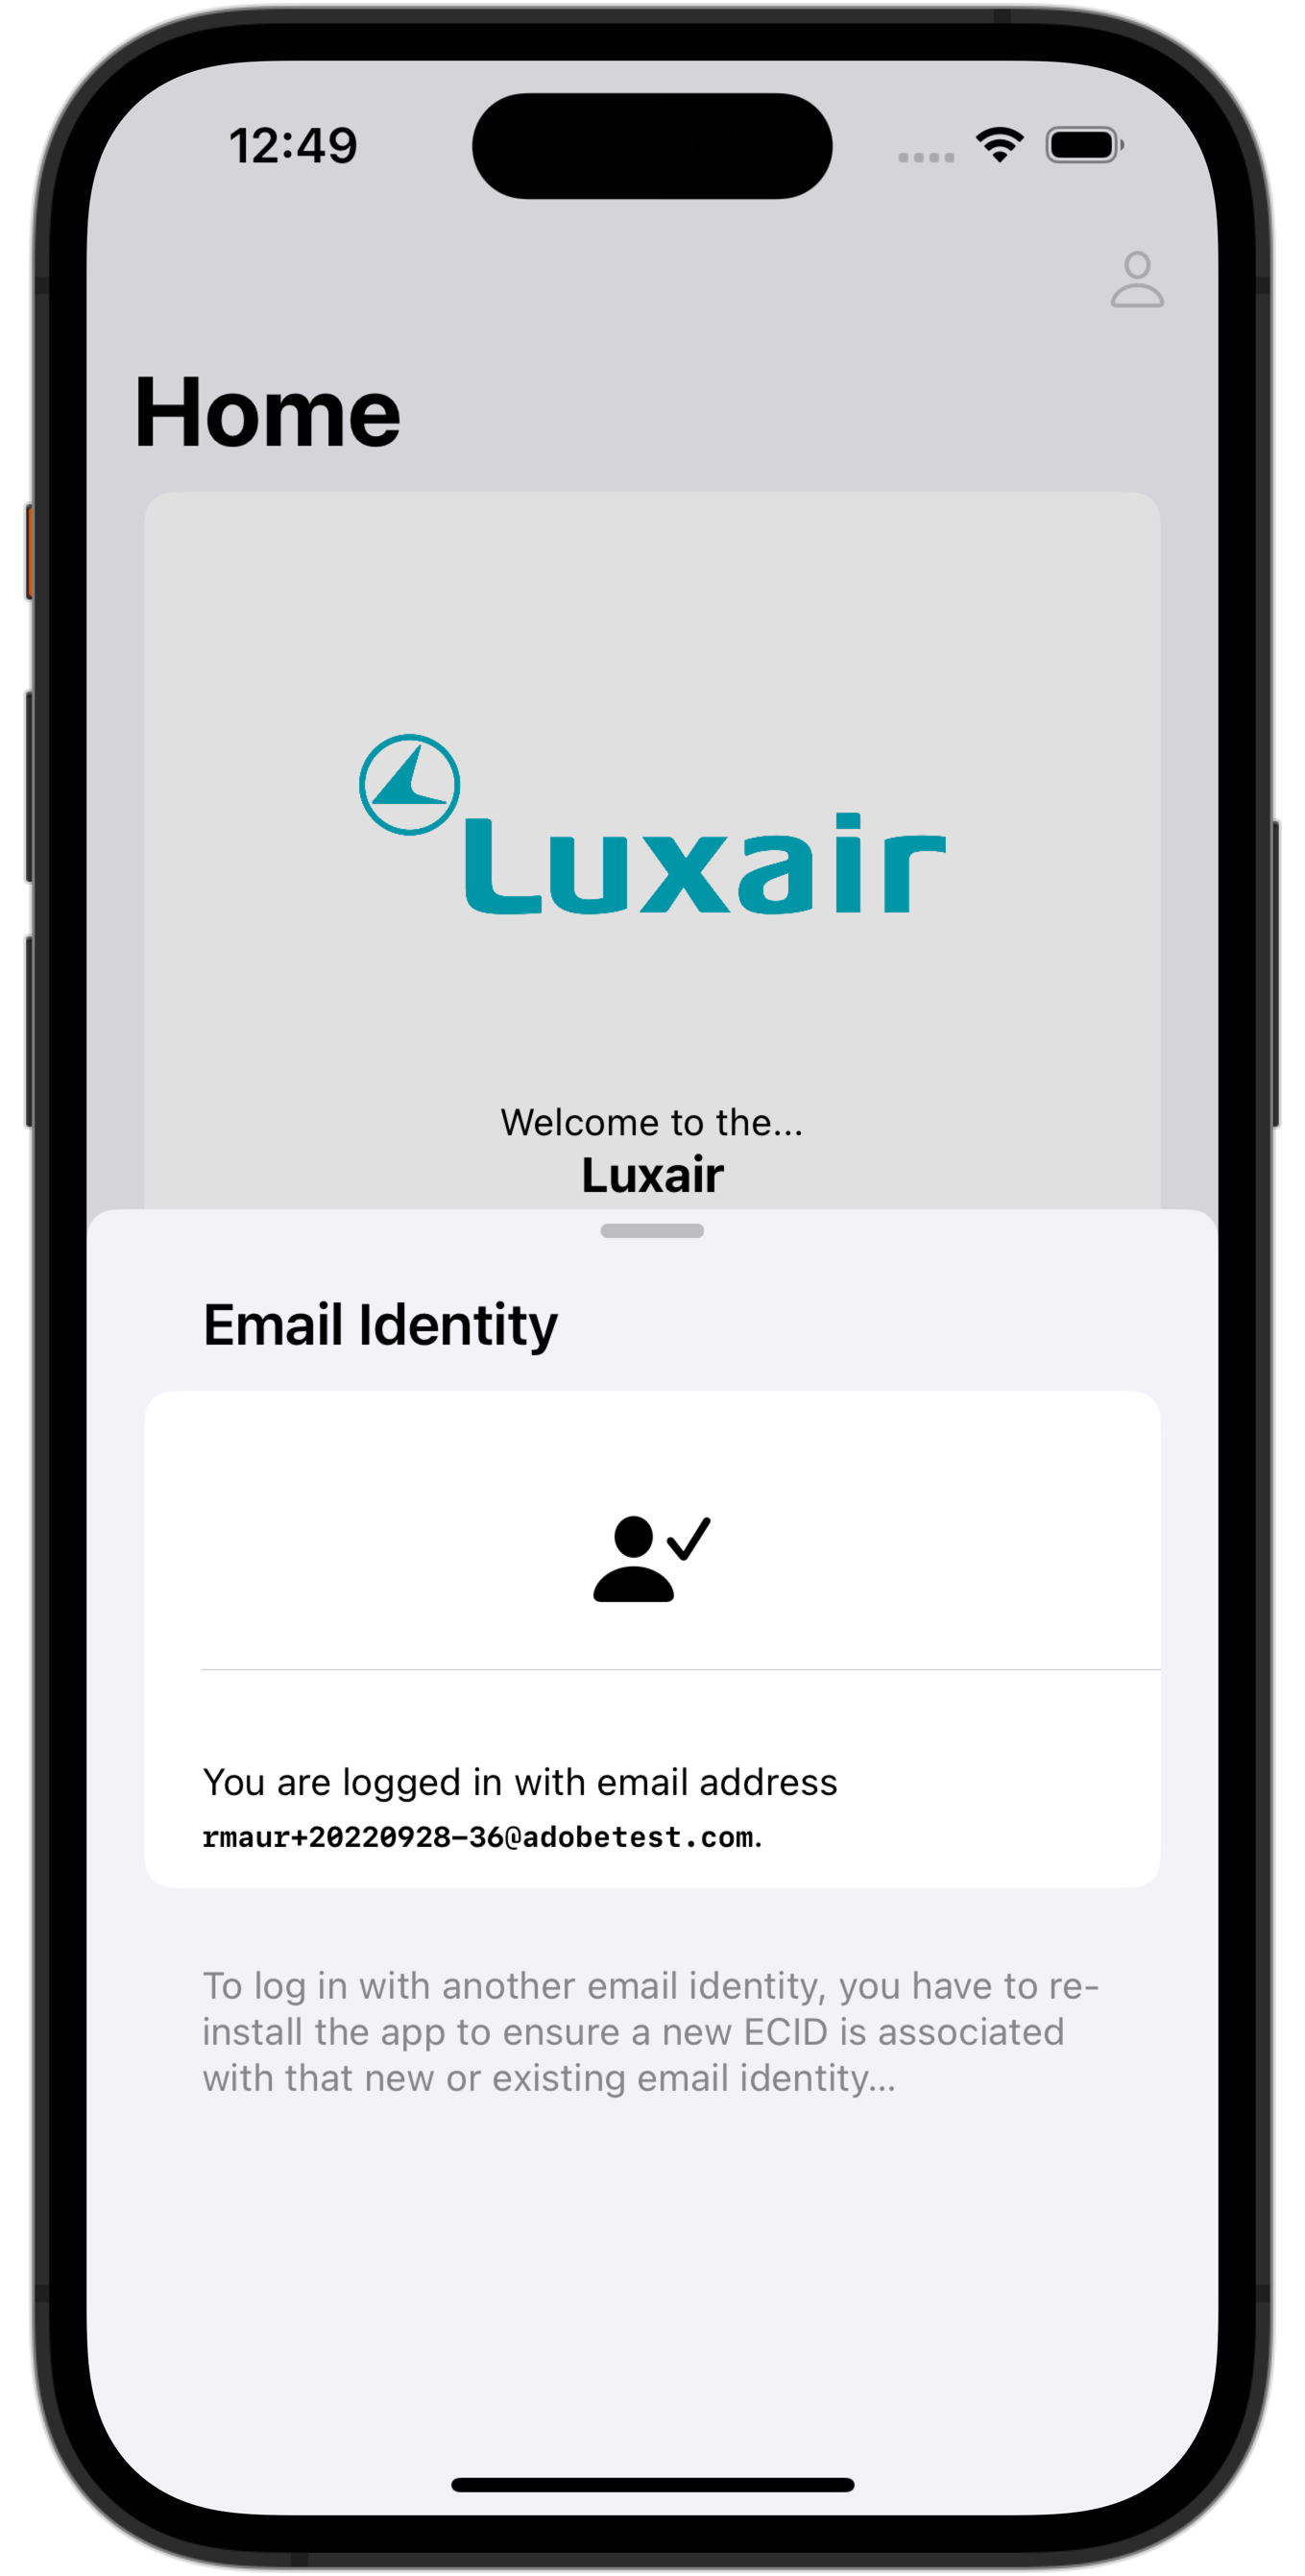 12:49
Home
Luxair
Welcome to the...
Luxair
Email Identity
You are logged in with email address
rmaur+20220928-36@adobetest.com.
To log in with another email identity, you have to re-
install the app to ensure a new ECID is associated
with that new or existing email identity...